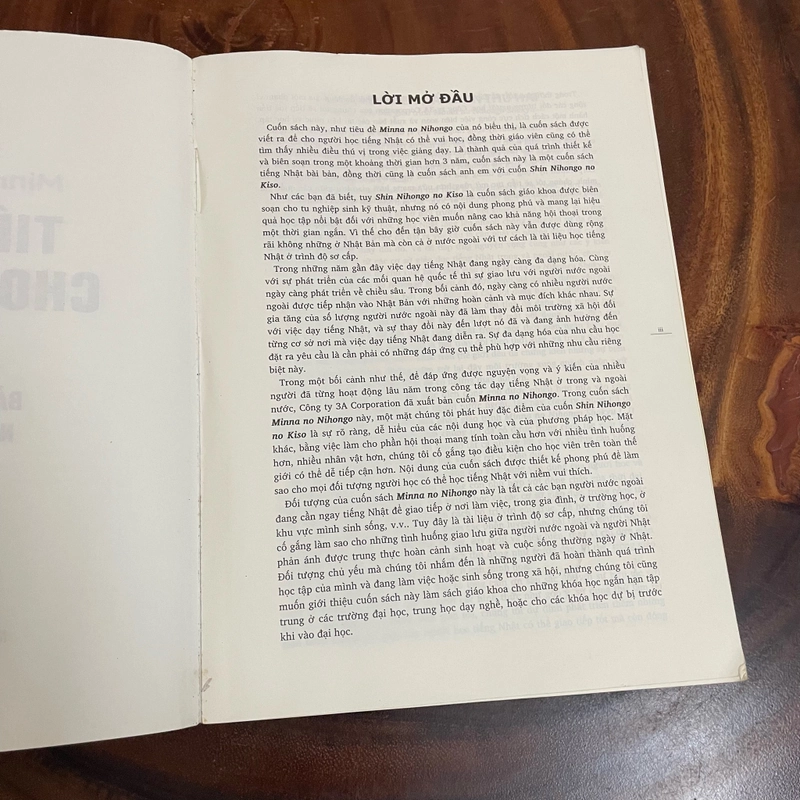 LỜI MỞ ĐẦU
Cuốn sách này, như tiêu đề Minna no Nihongo của nó biểu thị, là cuốn sách được
viết ra để cho người học tiếng Nhật có thể vui học, đồng thời giáo viên cũng có thể
tìm thấy nhiều điều thú vị trong việc giảng dạy. Là thành quả của quá trình thiết kế
và biên soạn trong một khoảng thời gian hơn 3 năm, cuốn sách này là một cuốn sách
tiếng Nhật bài bản, đồng thời cũng là cuốn sách anh em với cuốn Shin Nihongo no
Kiso.
Như các bạn đã biết, tuy Shin Nihongo no Kiso là cuốn sách giáo khoa được biên
soạn cho tu nghiệp sinh kỹ thuật, nhưng nó có nội dung phong phú và mang lại hiệu
quả học tập nổi bật đối với những học viên muốn nâng cao khả năng hội thoại trong
một thời gian ngắn. Vì thế cho đến tận bây giờ cuốn sách này vẫn được dùng rộng
rãi không những ở Nhật Bản mà còn cả ở nước ngoài với tư cách là tài liệu học tiếng
Nhật ở trình độ sơ cấp.
Trong những năm gần đây việc dạy tiếng Nhật đang ngày càng đa dạng hóa. Cùng
với sự phát triển của các mối quan hệ quốc tế thì sự giao lưu với người nước ngoài
ngày càng phát triển về chiều sâu. Trong bối cảnh đó, ngày càng có nhiều người nước
ngoài được tiếp nhận vào Nhật Bản với những hoàn cảnh và mục đích khác nhau. Sự
gia tăng của số lượng người nước ngoài này đã làm thay đổi môi trường xã hội đối
với việc dạy tiếng Nhật, và sự thay đổi này đến lượt nó đã và đang ảnh hưởng đến
từng cơ sở nơi mà việc dạy tiếng Nhật đang diễn ra. Sự đa dạng hóa của nhu cầu học
đặt ra yêu cầu là cần phải có những đáp ứng cụ thể phù hợp với những nhu cầu riêng
biệt này.
Trong một bối cảnh như thế, để đáp ứng được nguyện vọng và ý kiến của nhiều
người đã từng hoạt động lâu năm trong công tác dạy tiếng Nhật ở trong và ngoài
nước, Công ty 3A Corporation đã xuất bản cuốn Minna no Nihongo. Trong cuốn sách
Minna no Nihongo này, một mặt chúng tôi phát huy đặc điểm của cuốn Shin Nihongo
no Kiso là sự rõ ràng, dễ hiểu của các nội dung học và của phương pháp học. Mặt
khác, bằng việc làm cho phần hội thoại mang tính toàn cầu hơn với nhiều tình huống
hơn, nhiều nhân vật hơn, chúng tôi cố gắng tạo điều kiện cho học viên trên toàn thế
giới có thể dễ tiếp cận hơn. Nội dung của cuốn sách được thiết kế phong phú để làm
sao cho mọi đối tượng người học có thể học tiếng Nhật với niềm vui thích.
Đối tượng của cuốn sách Minna no Nihongo này là tất cả các bạn người nước ngoài
đang cần ngay tiếng Nhật để giao tiếp ở nơi làm việc, trong gia đình, ở trường học, ở
khu vực mình sinh sống, v.v.. Tuy đây là tài liệu ở trình độ sơ cấp, nhưng chúng tôi
cố gắng làm sao cho những tình huống giao lưu giữa người nước ngoài và người Nhật
phản ánh được trung thực hoàn cảnh sinh hoạt và cuộc sống thường ngày ở Nhật.
Đối tượng chủ yếu mà chúng tôi nhắm đến là những người đã hoàn thành quá trình
học tập của mình và đang làm việc hoặc sinh sống trong xã hội, nhưng chúng tôi cũng
muốn giới thiệu cuốn sách này làm sách giáo khoa cho những khóa học ngắn hạn tập
trung ở các trường đại học, trung học dạy nghề, hoặc cho các khóa học dự bị trước
khi vào đại học.
iii